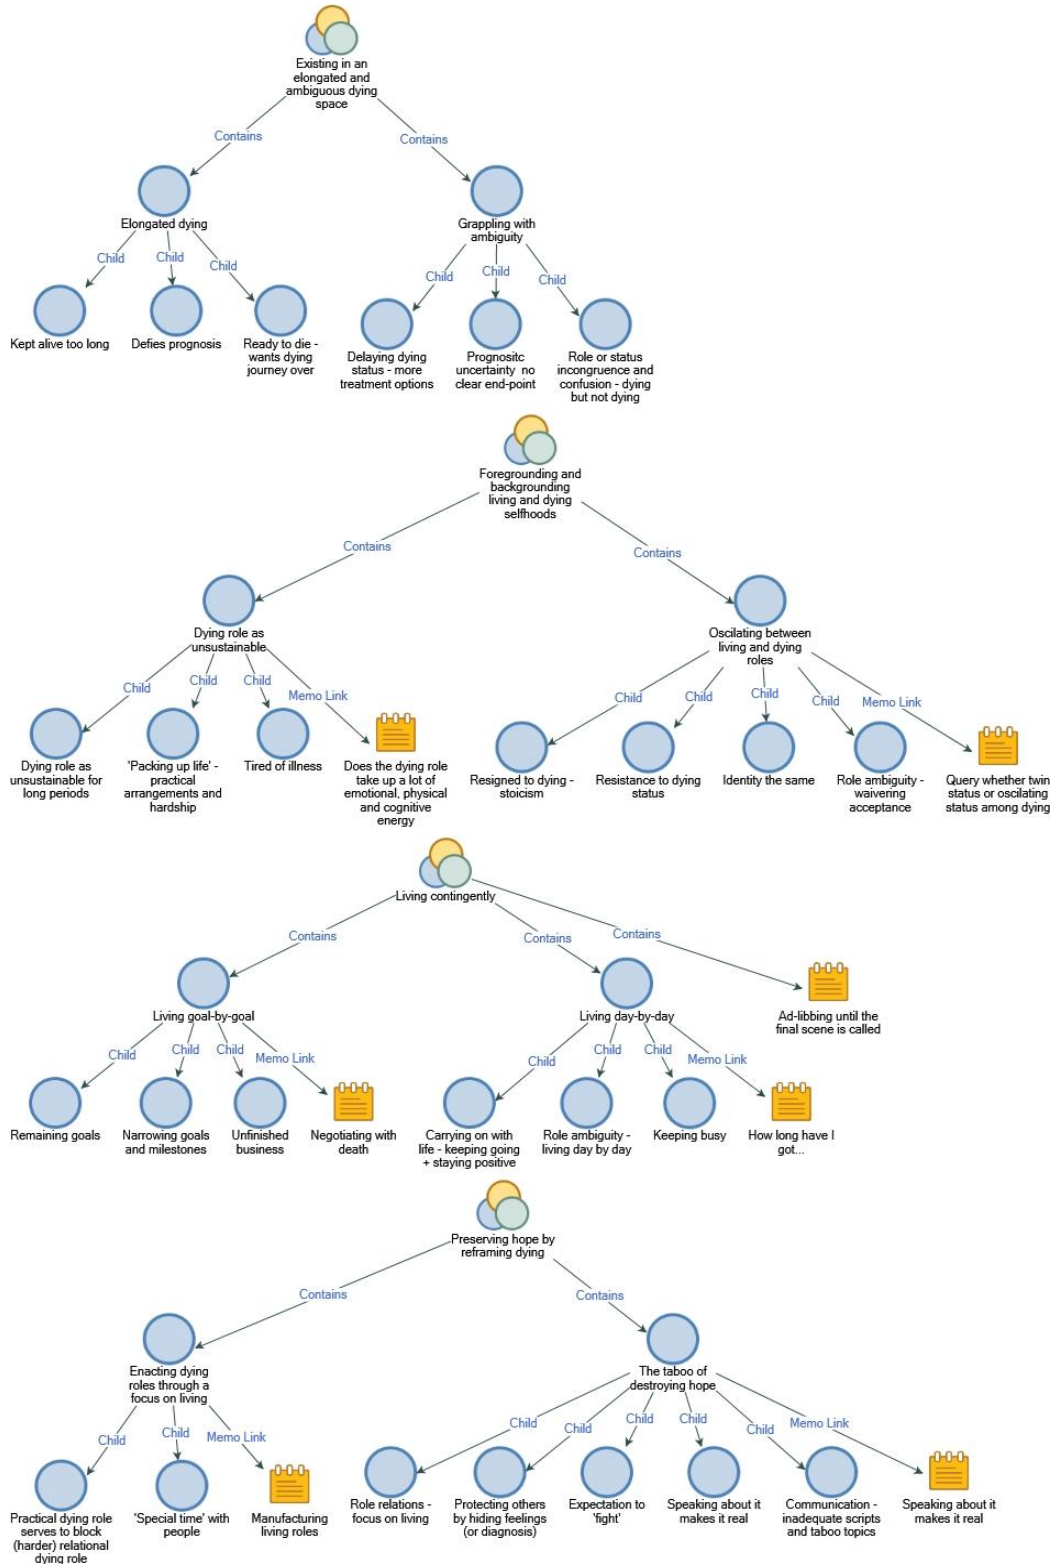 Existing in an
elongated and
ambiguous dying
space
Contains
Contains
Elongated dying
Grappling with
ambiguity
Child
Child
Child
Child
Child
Child
Kept alive too long
Defies prognosis
Ready to die -
wants dying
journey over
Delaying dying
status - more
treatment options
Prognositc
uncertainty no
clear end-point
Role or status
incongruence and
confusion - dying
but not dying
Foregrounding and
backgrounding
living and dying
selfhoods
Contains
Contains
Dying role as
unsustainable
Oscilating between
living and dying
roles
Child
Child
Child
Memo Link
Child
Child
Child
Child
Memo Link
Dying role as
unsustainable for
long periods
'Packing up life' -
practical
arrangements and
hardship
Tired of illness
Does the dying role
take up a lot of
emotional, physical
and cognitive
energy
Resigned to dying -
stoicism
Resistance to dying
status
Identity the same
Role ambiguity -
waivering
acceptance
Query whether twin
status or oscilating
status among dying
Living contingently
Contains
Contains
Contains
Living goal-by-goal
Living day-by-day
Ad-libbing until the
final scene is called
Child
Child
Child
Memo Link
Child
Child
Child
Memo Link
Remaining goals
Narrowing goals
and milestones
Unfinished
business
Negotiating with
death
Carrying on with
life - keeping going
+ staying positive
Role ambiguity -
living day by day
Keeping busy
How long have I
got...
Preserving hope by
reframing dying
Contains
Contains
Enacting dying
roles through a
focus on living
The taboo of
destroying hope
Child
Child
Memo Link
Child
Child
Child
Child
Child
Memo Link
Practical dying role
serves to block
(harder) relational
dying role
'Special time' with
people
Manufacturing
living roles
Role relations -
focus on living
Protecting others
by hiding feelings
(or diagnosis)
Expectation to
'fight'
Speaking about it
makes it real
Communication -
inadequate scripts
and taboo topics
Speaking about it
makes it real